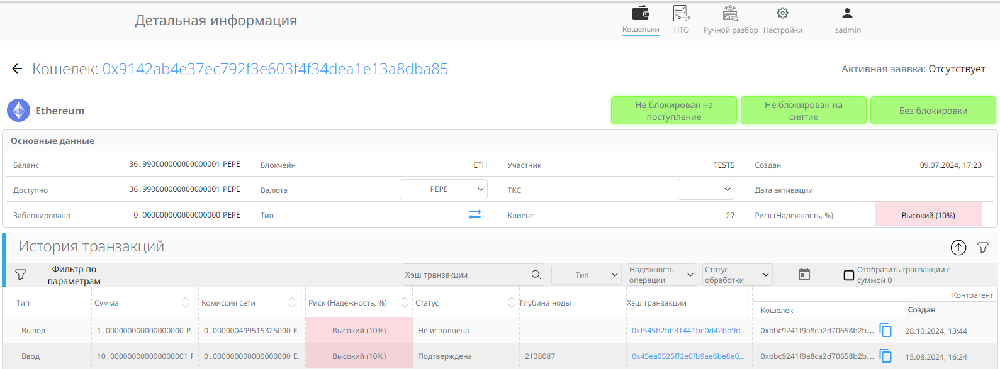 Детальная информация
Кошельки
НТО
Ручной разбор
Настройки
sadmin
Кошелек: 0x9142ab4e37ec792f3e603f4f34dea1e13a8dba85
Активная заявка: Отсутствует
Ethereum
Не блокирован на
поступление
Не блокирован на
снятие
Без блокировки
Основные данные
Баланс 36.990000000000000001 PEPE Блокчейн ETH Участник TEST5 Создан 09.07.2024, 17:23
Доступно 36.990000000000000001 PEPE Валюта PEPE ТКС Дата активации
Заблокировано 0.000000000000000000 PEPE Тип Клиент 27 Риск (Надежность, %) Высокий (10%)
История транзакций
Фильтр по
параметрам
Хэш транзакции
Тип
Надежность
операции
Статус
обработки
Отобразить транзакции с
суммой 0
Контрагент
Тип Сумма Комиссия сети Риск (Надежность, %) Статус Глубина ноды Хэш транзакции Кошелек Создан
Вывод 1.000000000000000000 P. 0.000000499515325000 E... Высокий (10%) Не исполнена 0xf545b2bb31441be0d42bb9d... 0xbbc9241f9a8ca2d70658b2b... 28.10.2024, 13:44
Ввод 10.000000000000000001 F 0.000000000000000000 E... Высокий (10%) Подтверждена 2138087 0x45ea0525ff2e0fb9ae6be8e0... 0xbbc9241f9a8ca2d70658b2b... 15.08.2024, 16:24